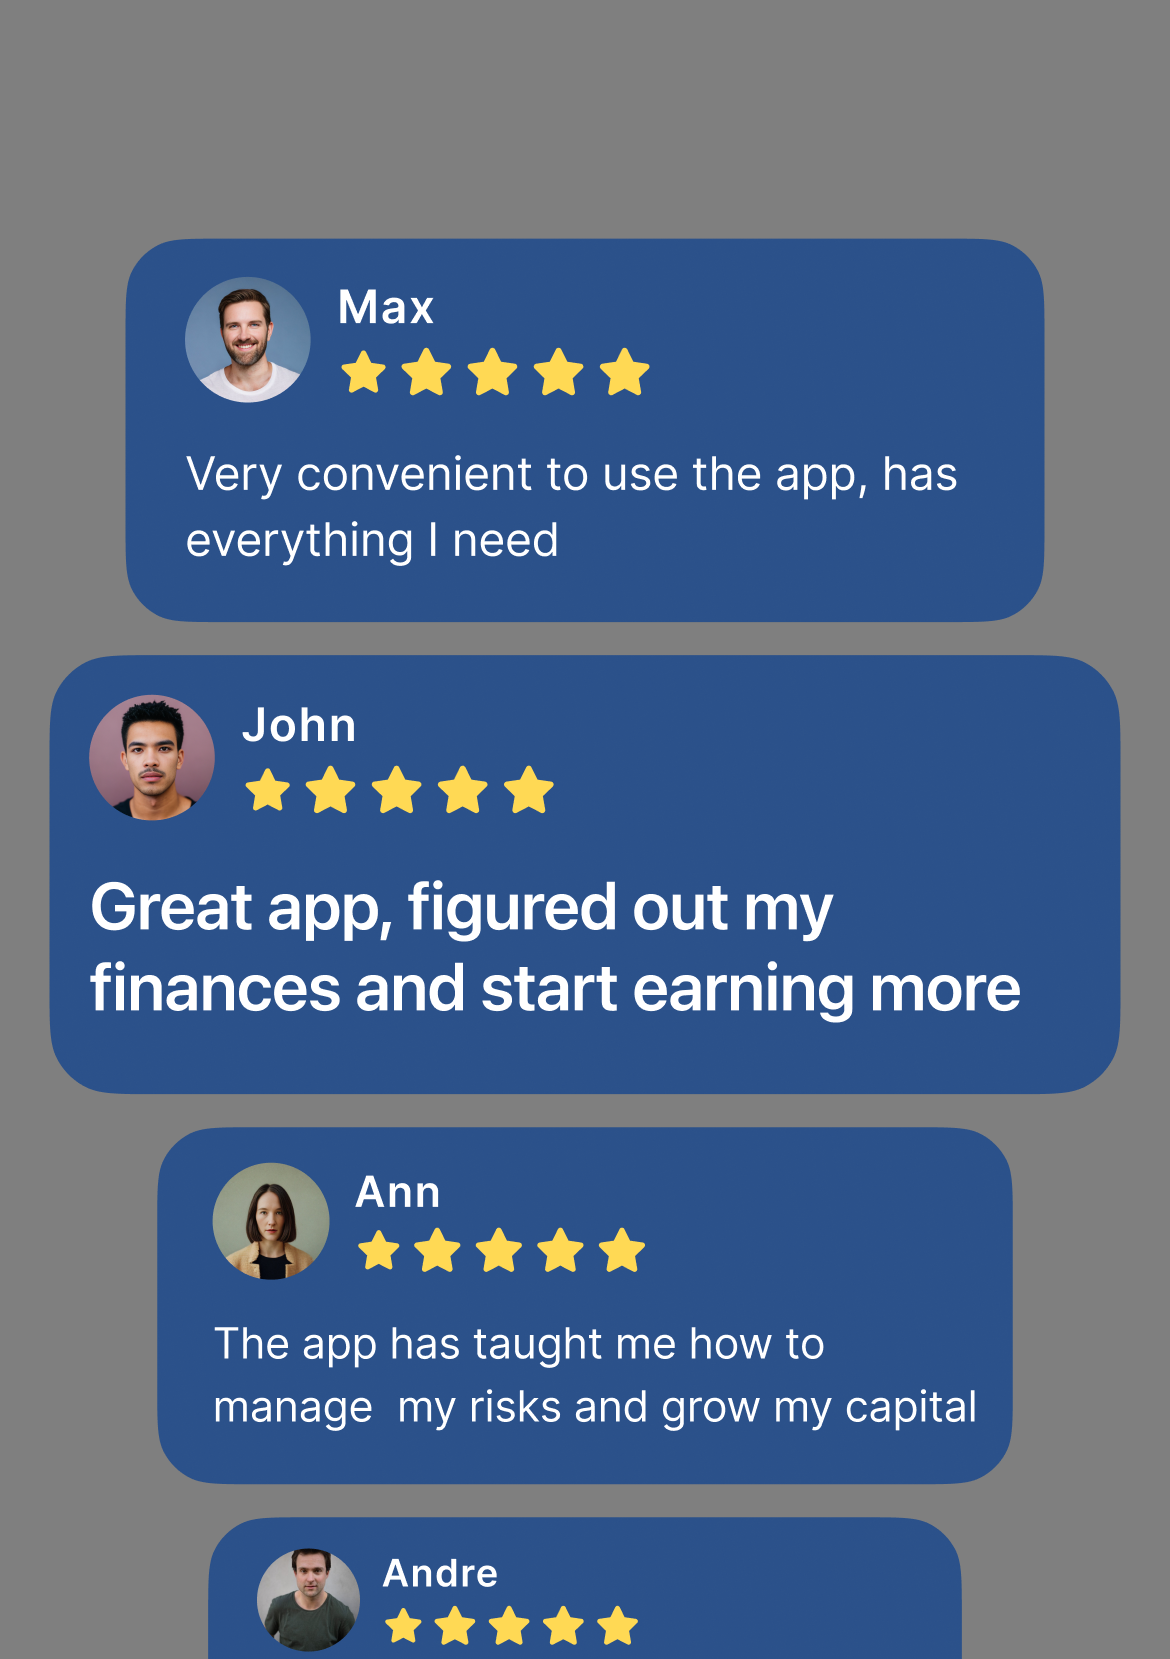 Max
Very convenient to use the app, has
everything I need
John
Great app, figured out my
finances and start earning more
Ann
The app has taught me how to
manage  my risks and grow my capital
Andre